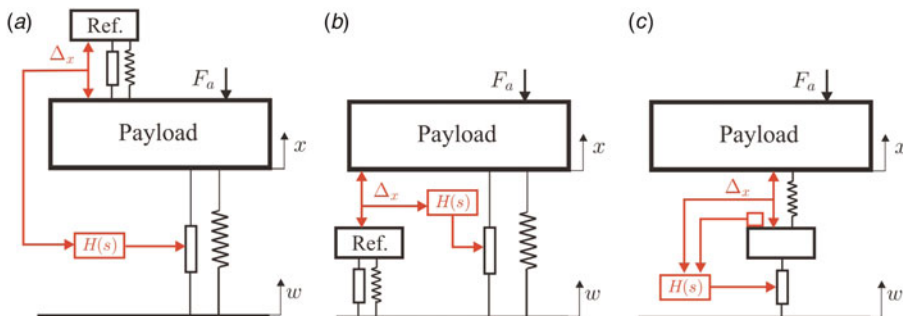 (a)
Ref.
Δx
Fa
Payload
x
H(s)
w
(b)
Fa
Payload
x
Δx
H(s)
Ref.
w
(c)
Fa
Payload
x
Δx
H(s)
w